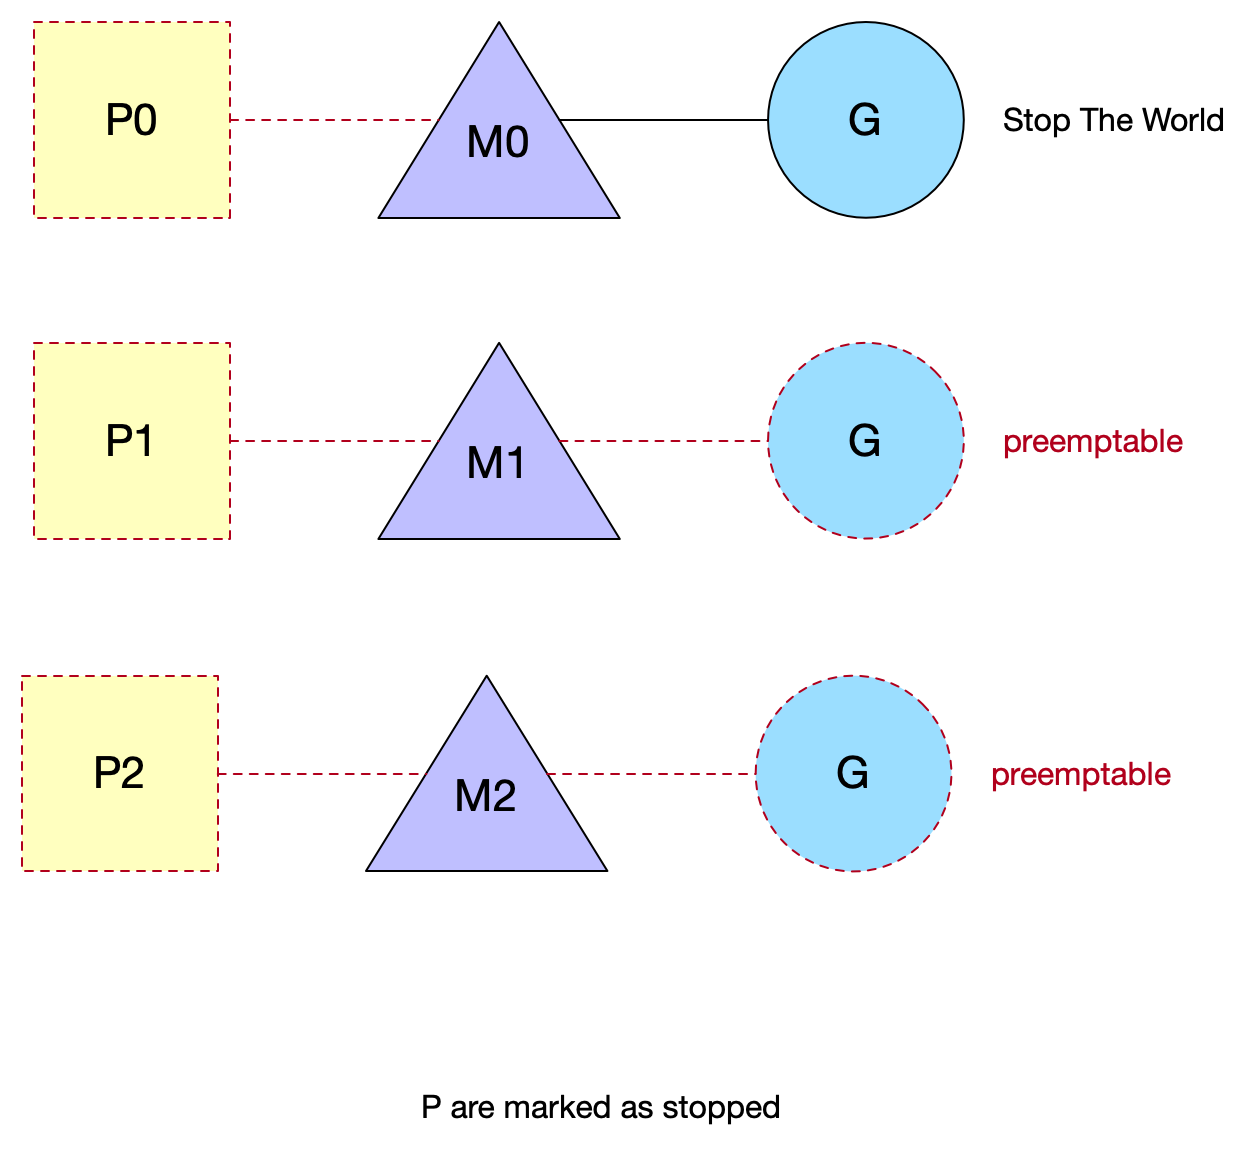 P0
M0
G
Stop The World
P1
M1
G
preemptable
P2
M2
G
preemptable
P are marked as stopped